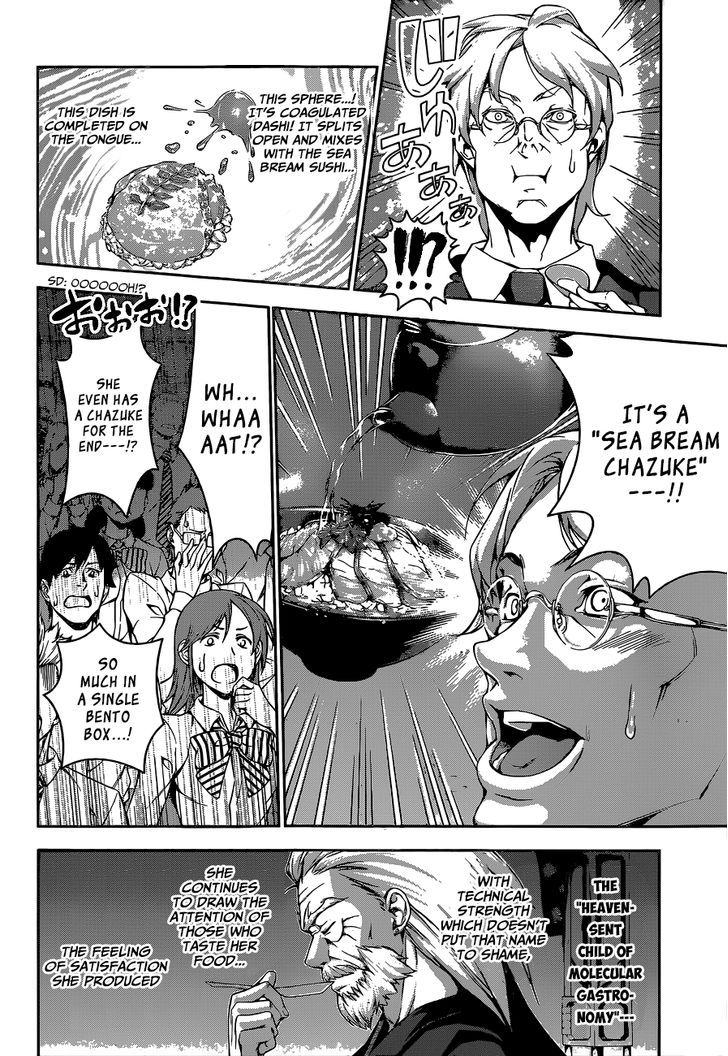 じゅ
ああぁぁ
!!!?
THIS SPHERE...!
IT'S COAGULATED
DASHI! IT SPLITS
OPEN AND MIXES
WITH THE SEA
BREAM SUSHI...
THIS DISH IS
COMPLETED ON
THE TONGUE...
IT'S A
"SEA BREAM
CHAZUKE"
---!!
SD: OOOOOOH!?
おおお!?
WH...
WHAA
AAT!?
SHE
EVEN HAS
A CHAZUKE
FOR THE
END---!?
SO
MUCH IN
A SINGLE
BENTO
BOX...!
THE
"HEAVEN-
SENT
CHILD OF
MOLECULAR
GASTRO-
NOMY"---
WITH
TECHNICAL
STRENGTH
WHICH DOESN'T
PUT THAT NAME
TO SHAME,
SHE
CONTINUES
TO DRAW THE
ATTENTION OF
THOSE WHO
TASTE HER
FOOD...
THE FEELING
OF SATISFACTION
SHE PRODUCED